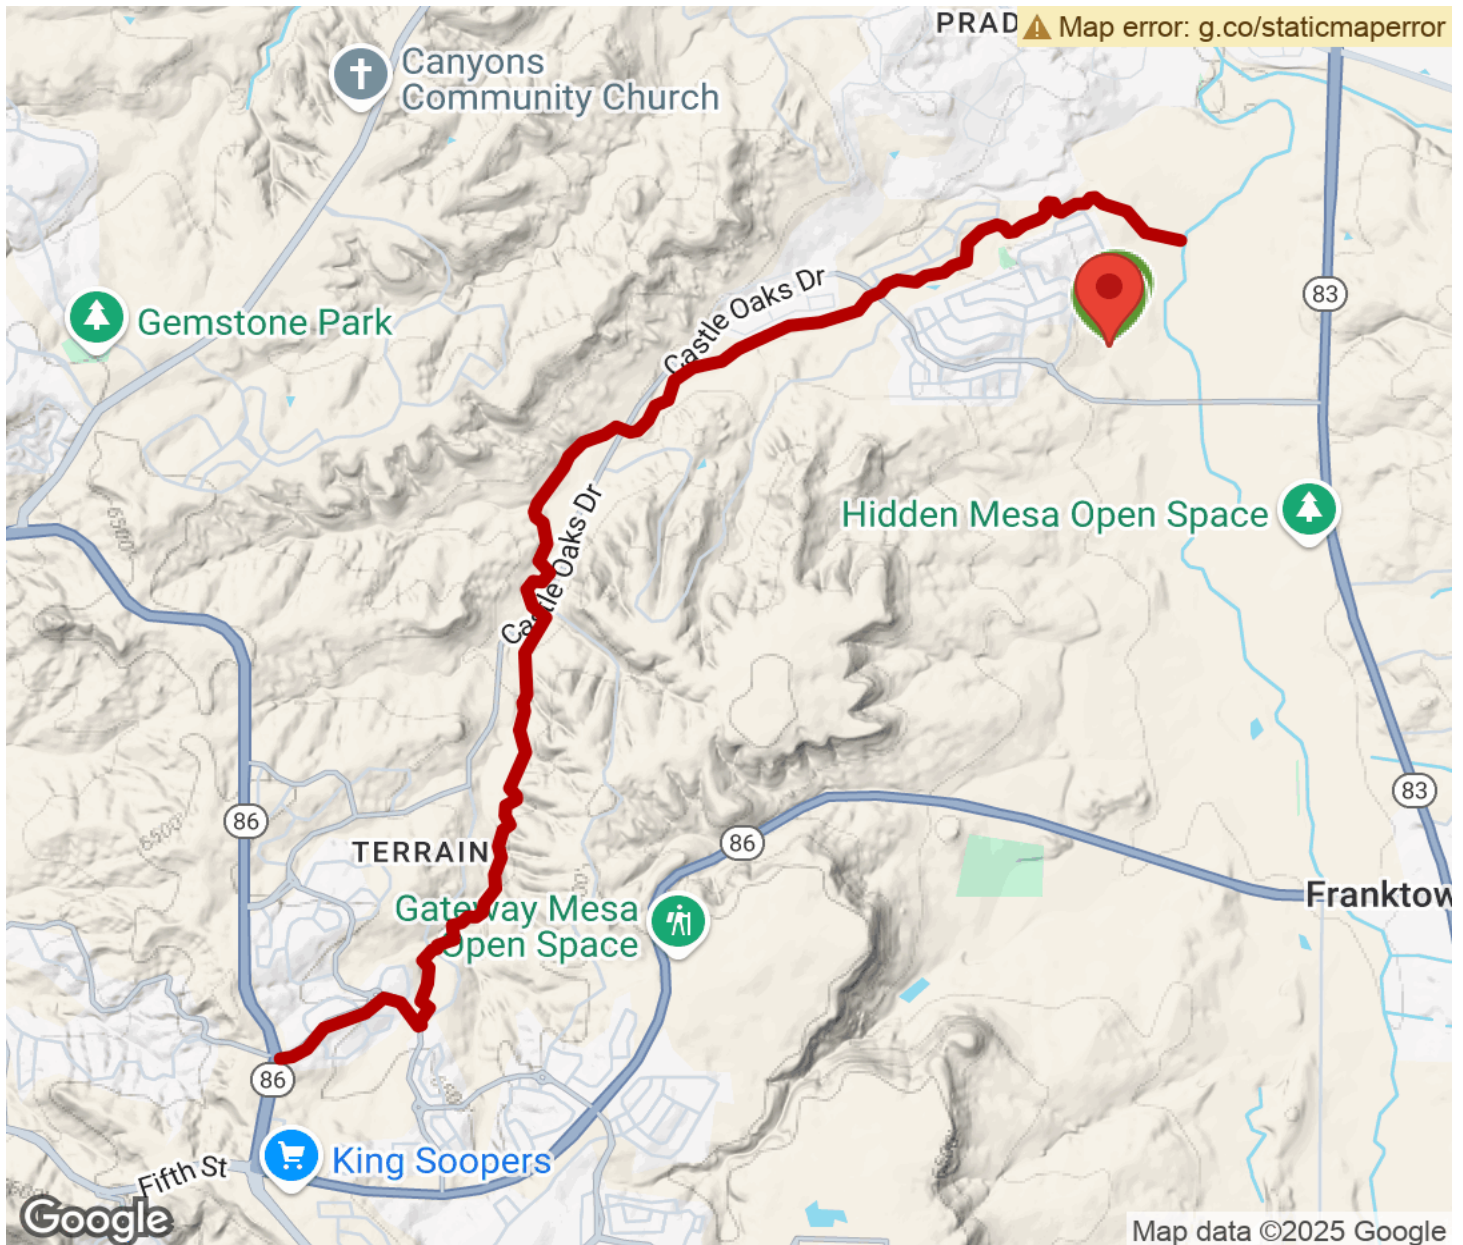 PRAD
Map error: g.co/staticmaperror
Canyons
Community Church
83
Castle Oaks Dr
Gemstone Park
Hidden Mesa Open Space
6500
Castle Oaks Dr
83
86
86
6500
TERRAIN
Franktow
Gateway Mesa
Open Space
86
King Soopers
Fifth St
Google
Map data ©2025 Google